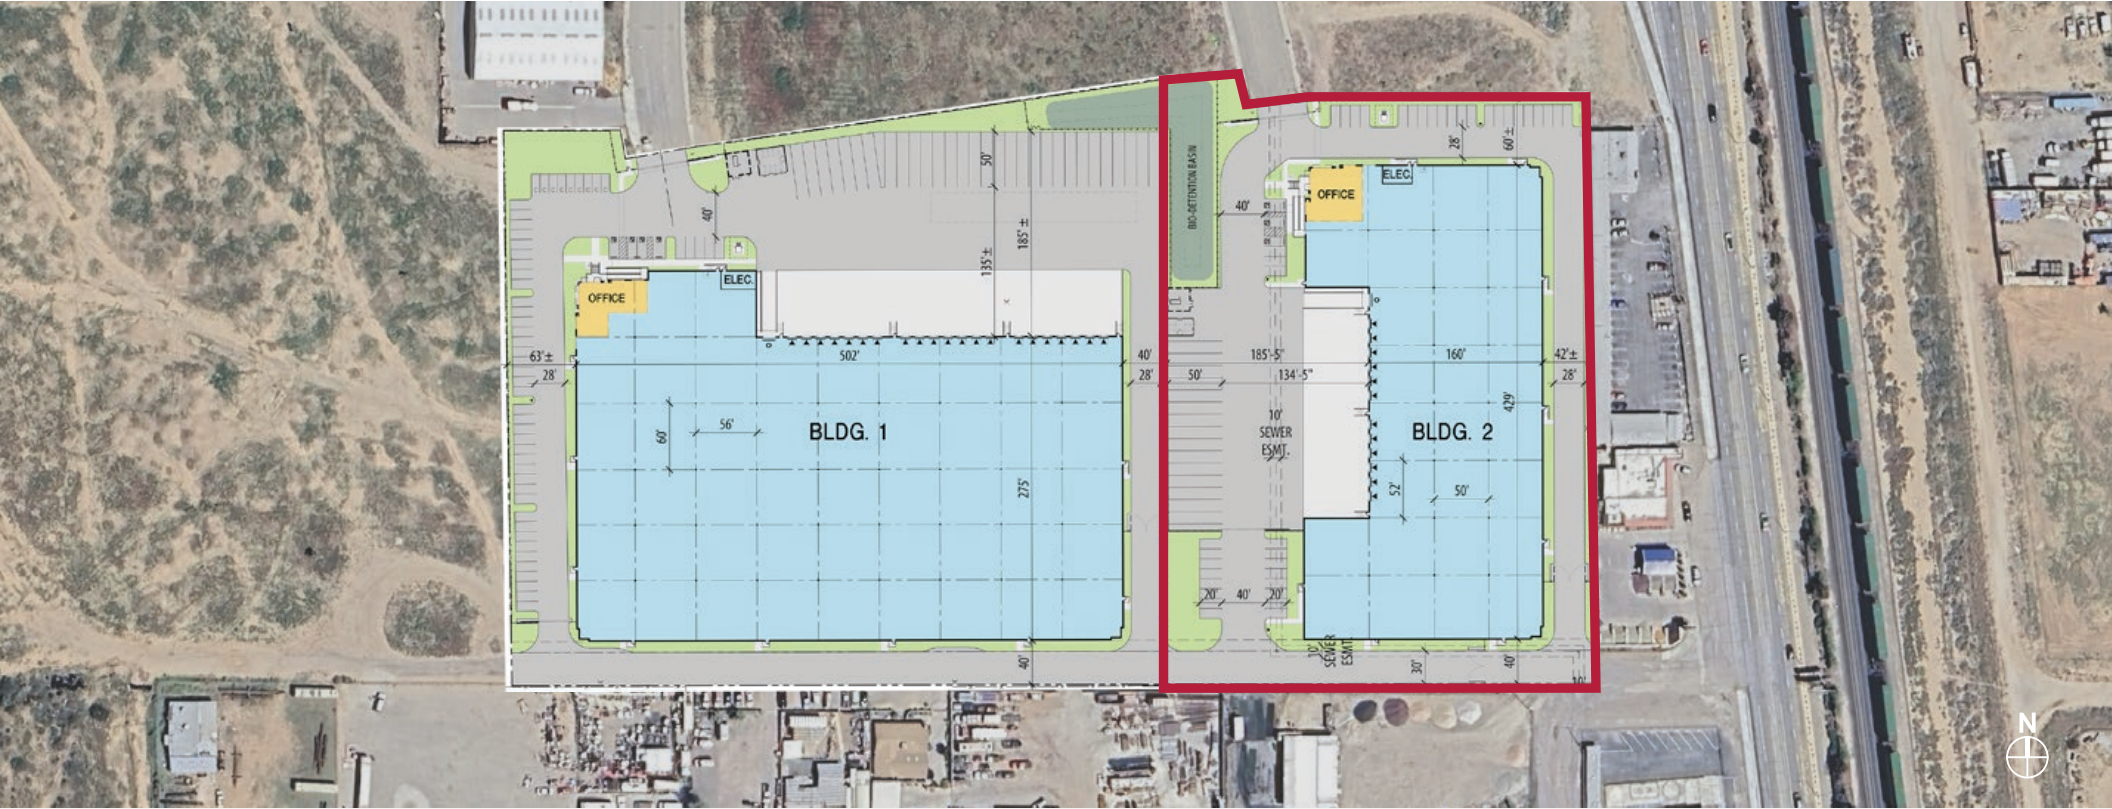 BIO-DETENTION BASIN
28'
60'±
50'
OFFICE
ELEC.
40'
40'
185'±
135'±
ELEC.
OFFICE
63'±
502'
40'
185'-5"
160'
42'±
28'
28'
50'
134'-5"
28'
429'
10'
SEWER
ESMT.
56'
60'
BLDG. 1
BLDG. 2
275'
52'
50'
20'
40'
20'
10'
SEWER
ESMT.
40'
30'
40'
10'
N